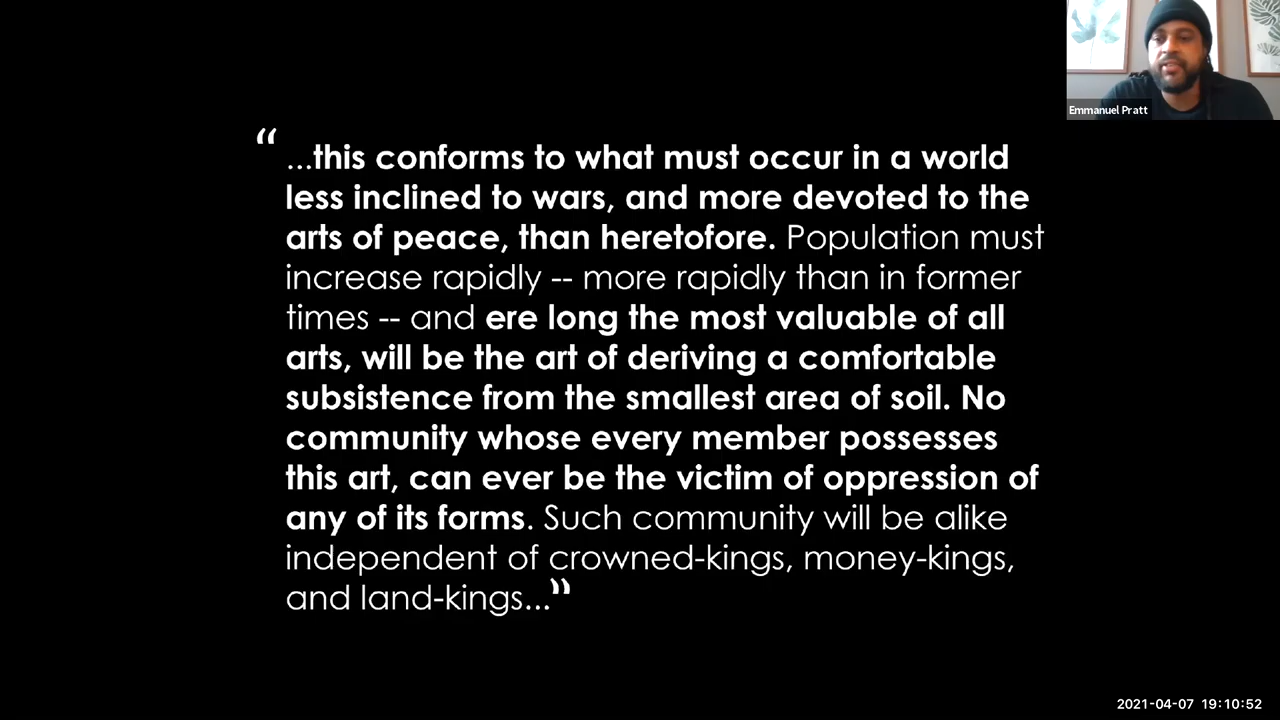 Emmanuel Pratt
“ ...this conforms to what must occur in a world
less inclined to wars, and more devoted to the
arts of peace, than heretofore. Population must
increase rapidly -- more rapidly than in former
times -- and ere long the most valuable of all
arts, will be the art of deriving a comfortable
subsistence from the smallest area of soil. No
community whose every member possesses
this art, can ever be the victim of oppression of
any of its forms. Such community will be alike
independent of crowned-kings, money-kings,
and land-kings...”
2021-04-07 19:10:52